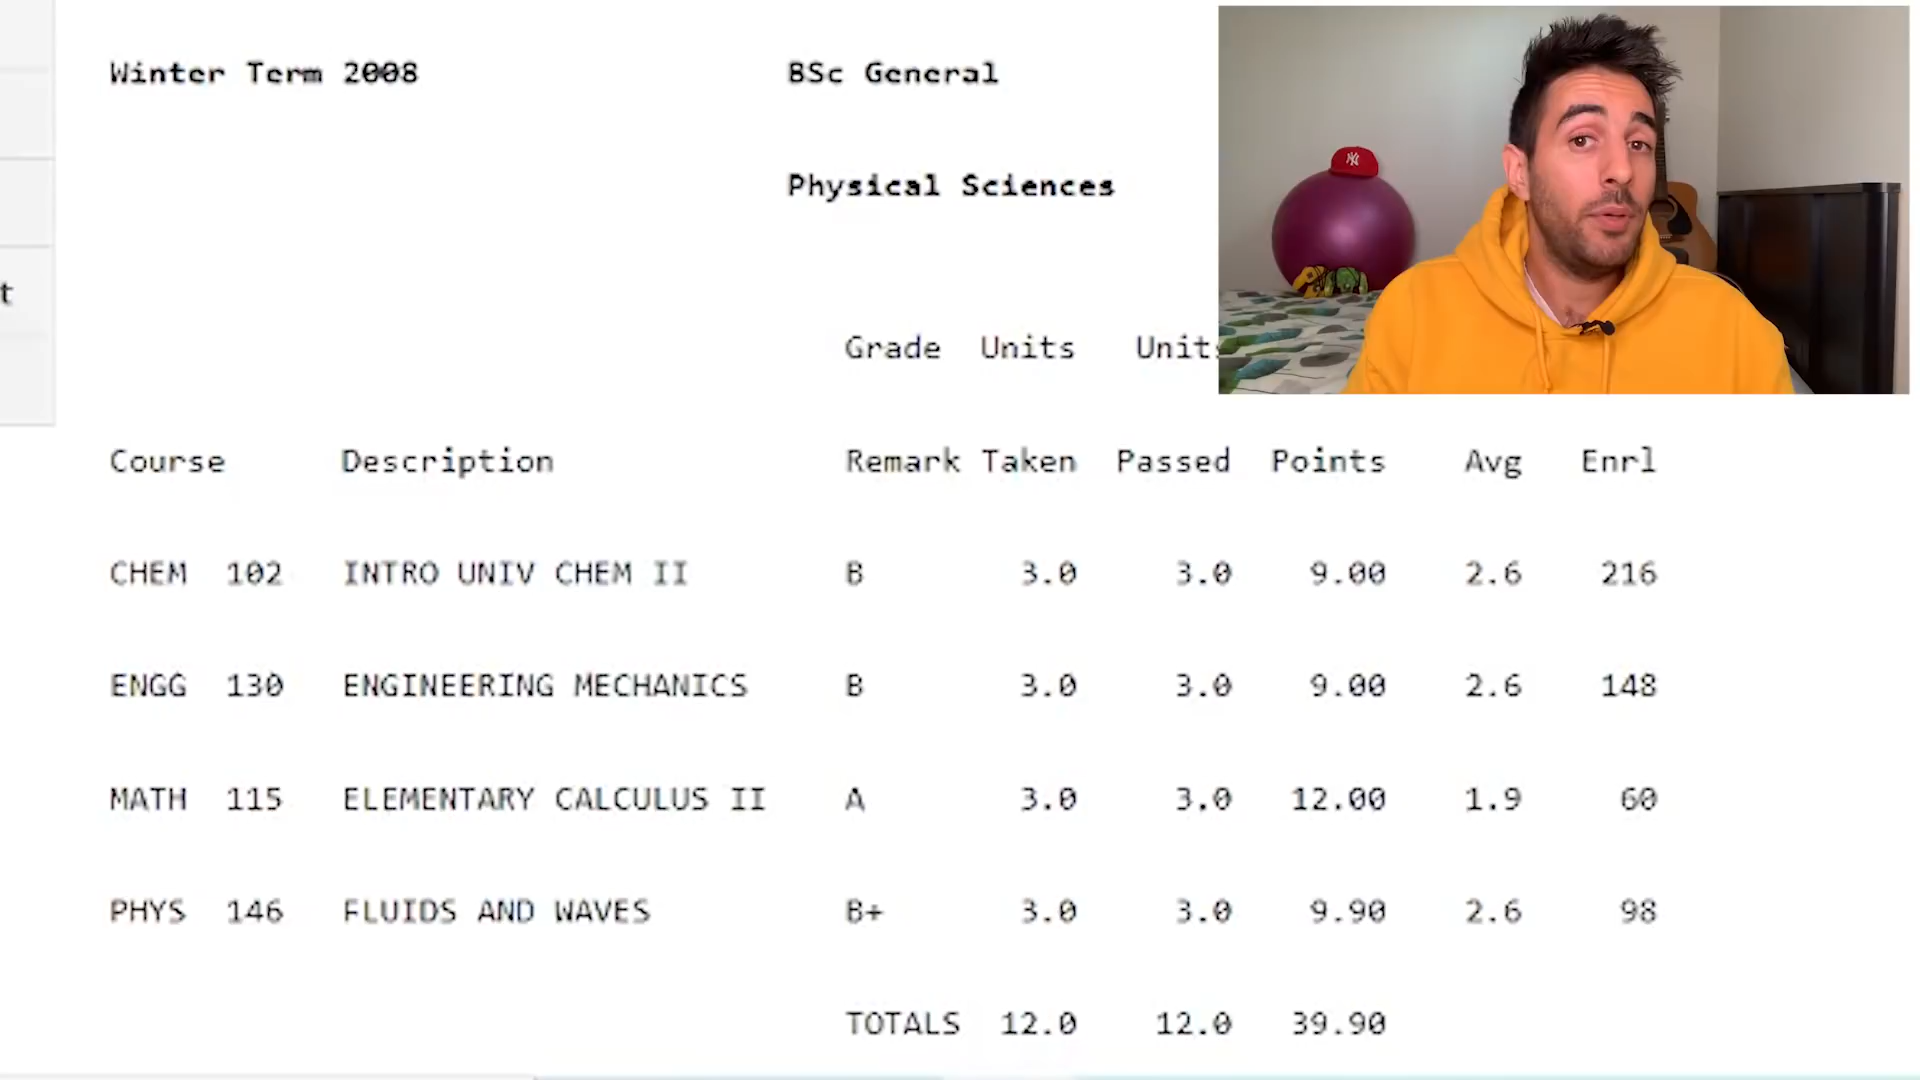 t
Winter Term 2008 BSc General
Physical Sciences
Grade Units Unit
Course Description Remark Taken Passed Points Avg Enrl
CHEM 102 INTRO UNIV CHEM II B 3.0 3.0 9.00 2.6 216
ENGG 130 ENGINEERING MECHANICS B 3.0 3.0 9.00 2.6 148
MATH 115 ELEMENTARY CALCULUS II A 3.0 3.0 12.00 1.9 60
PHYS 146 FLUIDS AND WAVES B+ 3.0 3.0 9.90 2.6 98
TOTALS 12.0 12.0 39.90
NY